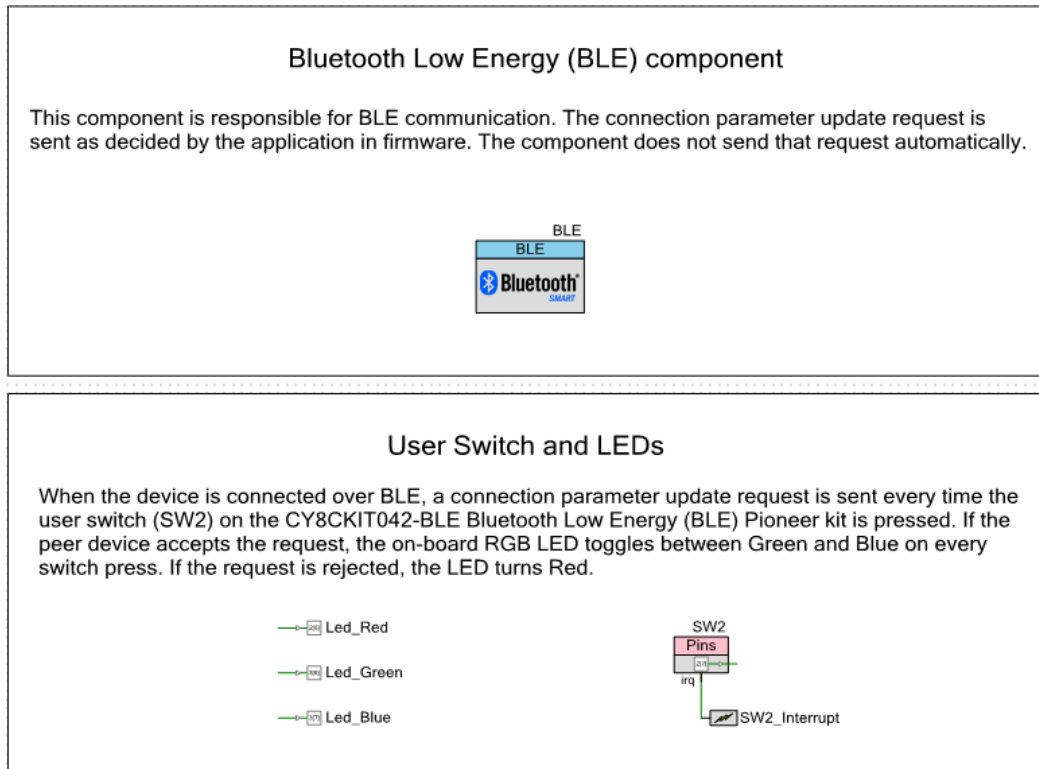 Bluetooth Low Energy (BLE) component
This component is responsible for BLE communication. The connection parameter update request is
sent as decided by the application in firmware. The component does not send that request automatically.
BLE
BLE
Bluetooth
SMART
User Switch and LEDs
When the device is connected over BLE, a connection parameter update request is sent every time the
user switch (SW2) on the CY8CKIT042-BLE Bluetooth Low Energy (BLE) Pioneer kit is pressed. If the
peer device accepts the request, the on-board RGB LED toggles between Green and Blue on every
switch press. If the request is rejected, the LED turns Red.
Led_Red
SW2
Pins
Led_Green
irq
Led_Blue
SW2_Interrupt